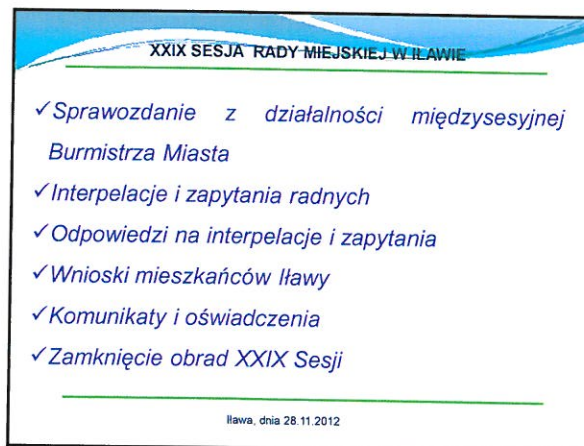 XXIX SESJA RADY MIEJSKIEJ W IŁAWIE
✓Sprawozdanie z działalności międzysesyjnej
Burmistrza Miasta
✓Interpelacje i zapytania radnych
✓Odpowiedzi na interpelacje i zapytania
✓Wnioski mieszkańców Iławy
✓Komunikaty i oświadczenia
✓Zamknięcie obrad XXIX Sesji
Iława, dnia 28.11.2012